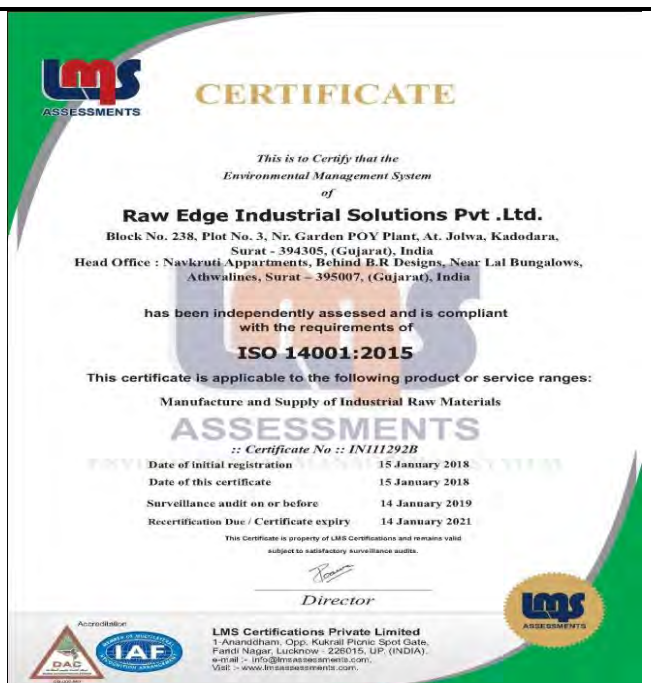 LMS
ASSESSMENTS
CERTIFICATE
This is to Certify that the
Environmental Management System
of
Raw Edge Industrial Solutions Pvt .Ltd.
Block No. 238, Plot No. 3, Nr. Garden POY Plant, At. Jolwa, Kadodara,
Surat - 394305, (Gujarat), India
Head Office : Navkruti Appartments, Behind B.R Designs, Near Lal Bungalows,
Athwalines, Surat – 395007, (Gujarat), India
has been independently assessed and is compliant
with the requirements of
ISO 14001:2015
This certificate is applicable to the following product or service ranges:
Manufacture and Supply of Industrial Raw Materials
ASSESSMENTS
:: Certificate No :: IN111292B
Date of initial registration 15 January 2018
Date of this certificate 15 January 2018
Surveillance audit on or before 14 January 2019
Recertification Due / Certificate expiry 14 January 2021
This Certificate is property of LMS Certifications and remains valid
subject to satisfactory surveillance audits.
Director
LMS
ASSESSMENTS
Accreditation
DAC
MEMBER OF MULTILATERAL
RECOGNITION ARRANGEMENT
IAF
LMS Certifications Private Limited
1-Ananddham, Opp. Kukrail Picnic Spot Gate,
Faridi Nagar, Lucknow - 226015, UP, (INDIA).
e-mail :- info@lmsassessments.com,
Visit :- www.lmsassessments.com.